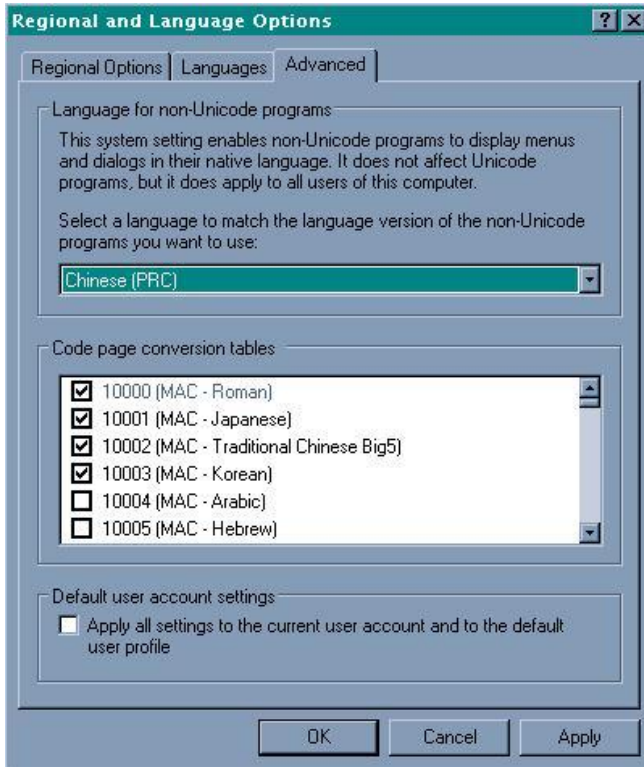 Regional and Language Options
Regional Options
Languages
Advanced
Language for non-Unicode programs
This system setting enables non-Unicode programs to display menus
and dialogs in their native language. It does not affect Unicode
programs, but it does apply to all users of this computer.
Select a language to match the language version of the non-Unicode
programs you want to use:
Chinese (PRC)
Code page conversion tables
10000 (MAC - Roman)
10001 (MAC - Japanese)
10002 (MAC - Traditional Chinese Big5)
10003 (MAC - Korean)
10004 (MAC - Arabic)
10005 (MAC - Hebrew)
Default user account settings
Apply all settings to the current user account and to the default
user profile
OK
Cancel
Apply